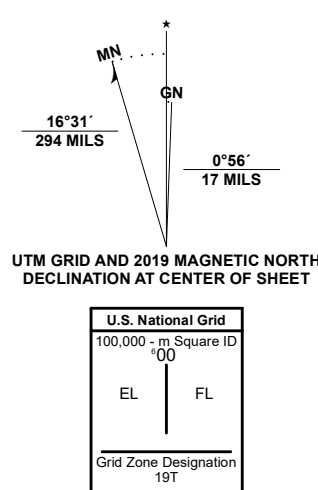 ★
MN
GN
16°31´
294 MILS
0°56´
17 MILS
UTM GRID AND 2019 MAGNETIC NORTH
DECLINATION AT CENTER OF SHEET
U.S. National Grid
100,000 - m Square ID
⁶00
EL FL
Grid Zone Designation
19T